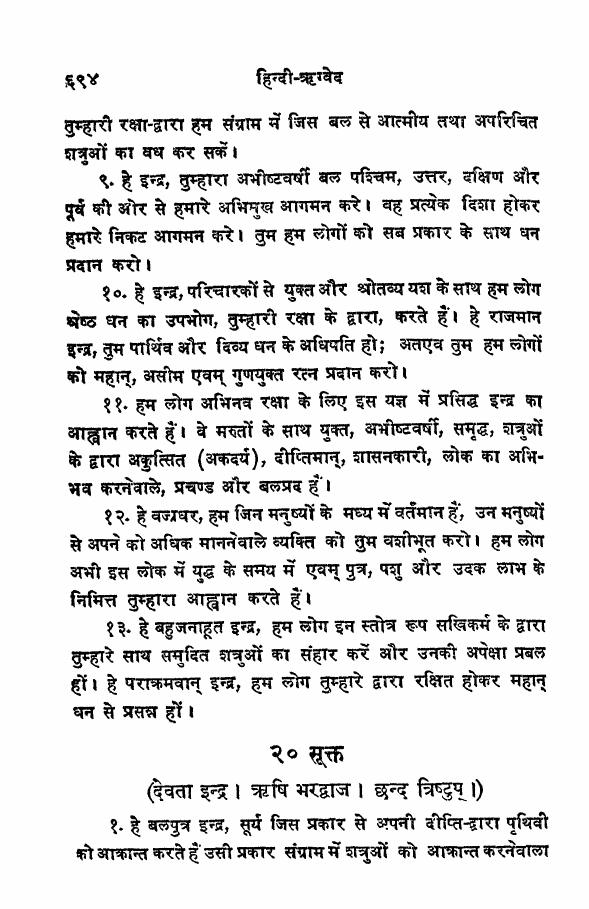 ६९४ हिन्दी-ऋग्वेद
तुम्हारी रक्षा-द्वारा हम संग्राम में जिस बल से आत्मीय तथा अपरिचित
शत्रुओं का वध कर सकें।
९. हे इन्द्र, तुम्हारा अभीष्टवर्षी बल पश्चिम, उत्तर, दक्षिण और
पूर्व की ओर से हमारे अभिमुख आगमन करे। वह प्रत्येक दिशा होकर
हमारे निकट आगमन करे। तुम हम लोगों को सब प्रकार के साथ धन
प्रदान करो।
१०. हे इन्द्र, परिचारकों से युक्त और श्रोतव्य यश के साथ हम लोग
श्रेष्ठ धन का उपभोग, तुम्हारी रक्षा के द्वारा, करते हैं। हे राजमान
इन्द्र, तुम पार्थिव और दिव्य धन के अधिपति हो; अतएव तुम हम लोगों
को महान्, असीम एवम् गुणयुक्त रत्न प्रदान करो।
११. हम लोग अभिनव रक्षा के लिए इस यज्ञ में प्रसिद्ध इन्द्र का
आह्वान करते हैं। वे मरुतों के साथ युक्त, अभीष्टवर्षी, समृद्ध, शत्रुओं
के द्वारा अकुत्सित (अकदर्य), दीप्तिमान्, शासनकारी, लोक का अभि-
भव करनेवाले, प्रचण्ड और बलप्रद हैं।
१२. हे वज्रधर, हम जिन मनुष्यों के मध्य में वर्तमान हैं, उन मनुष्यों
से अपने को अधिक माननेवाले व्यक्ति को तुम वशीभूत करो। हम लोग
अभी इस लोक में युद्ध के समय में एवम् पुत्र, पशु और उदक लाभ के
निमित्त तुम्हारा आह्वान करते हैं।
१३. हे बहुजनाहूत इन्द्र, हम लोग इन स्तोत्र रूप सखिकर्म के द्वारा
तुम्हारे साथ समुदित शत्रुओं का संहार करें और उनकी अपेक्षा प्रबल
हों। हे पराक्रमवान् इन्द्र, हम लोग तुम्हारे द्वारा रक्षित होकर महान्
धन से प्रसन्न हों।
२० सूक्त
(देवता इन्द्र। ऋषि भरद्वाज। छन्द त्रिष्टुप्।)
१. हे बलपुत्र इन्द्र, सूर्य जिस प्रकार से अपनी दीप्ति-द्वारा पृथिवी
को आक्रान्त करते हैं उसी प्रकार संग्राम में शत्रुओं को आक्रान्त करनेवाला